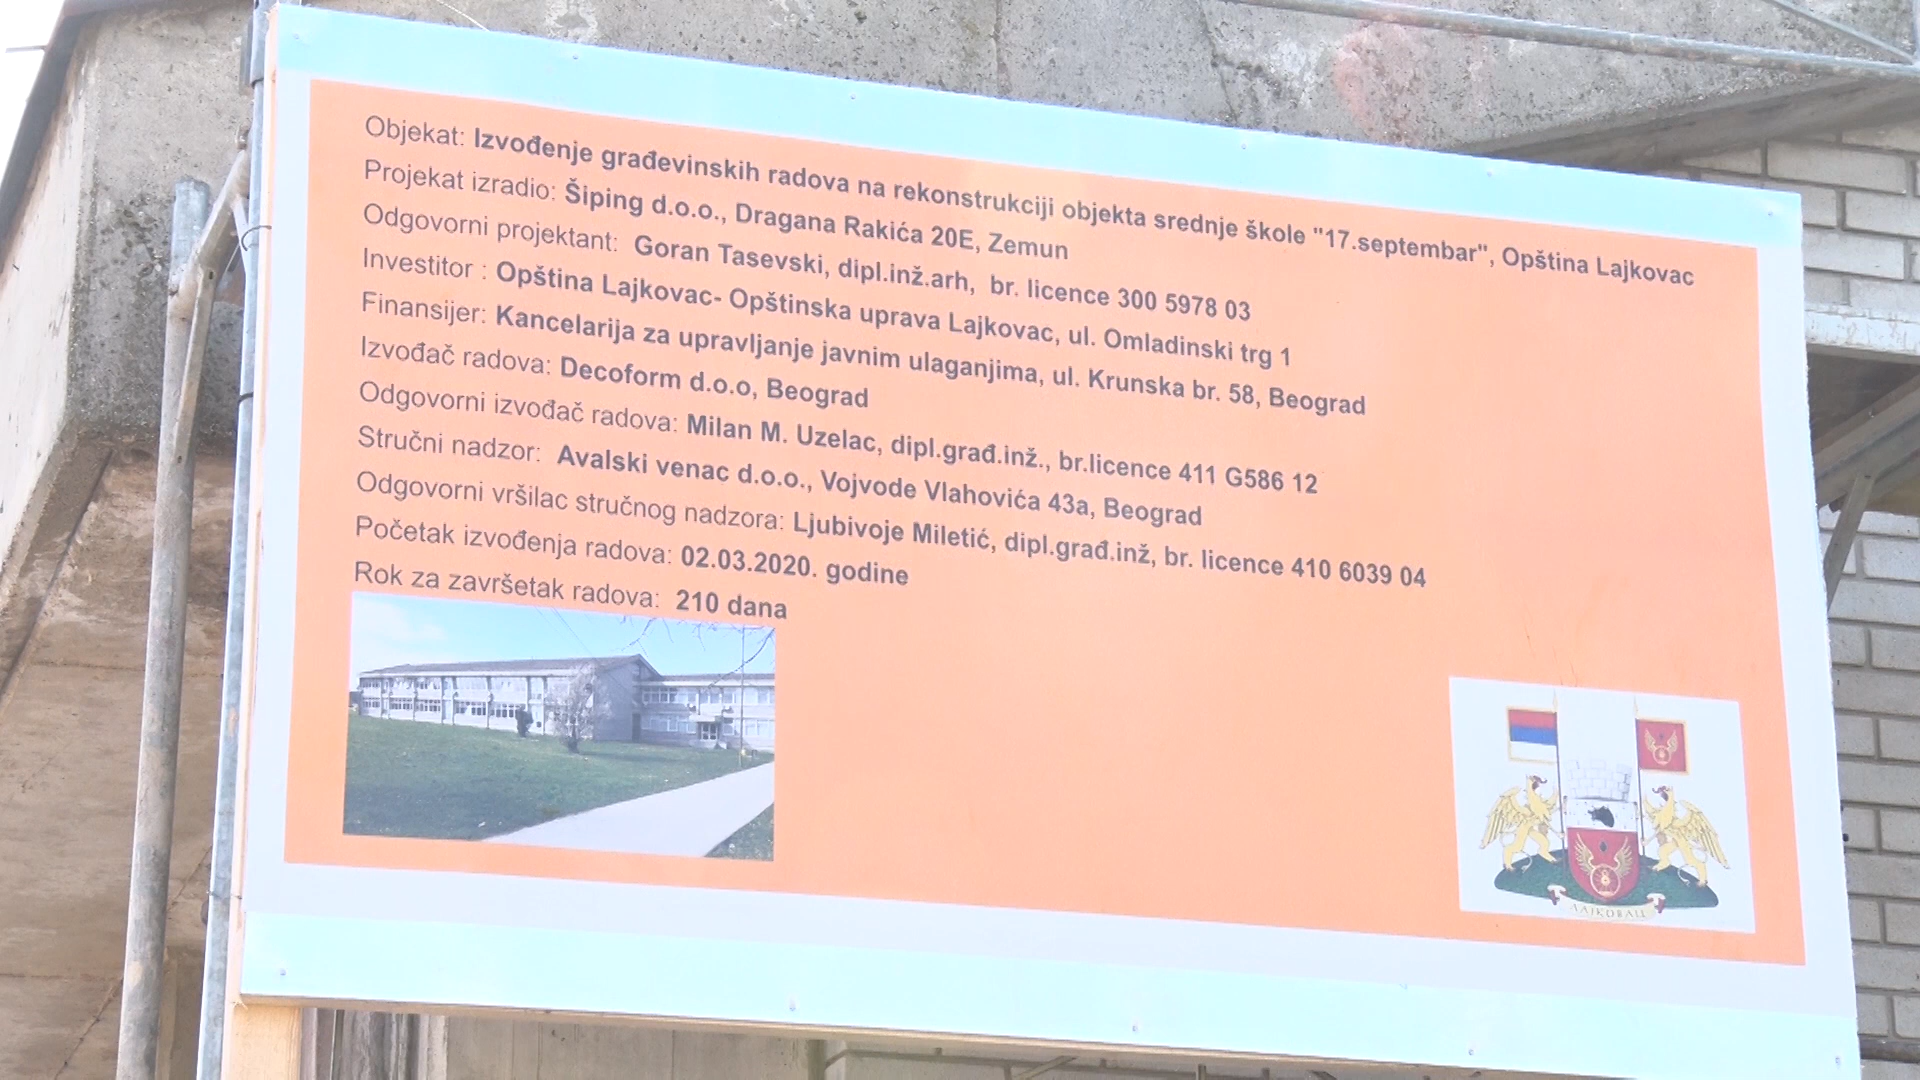 Objekat: Izvođenje građevinskih radova na rekonstrukciji objekta srednje škole "17.septembar", Opština Lajkovac
Projekat izradio: Šiping d.o.o., Dragana Rakića 20E, Zemun
Odgovorni projektant: Goran Tasevski, dipl.inž.arh, br. licence 300 5978 03
Investitor : Opština Lajkovac- Opštinska uprava Lajkovac, ul. Omladinski trg 1
Finansijer: Kancelarija za upravljanje javnim ulaganjima, ul. Krunska br. 58, Beograd
Izvođač radova: Decoform d.o.o, Beograd
Odgovorni izvođač radova: Milan M. Uzelac, dipl.građ.inž., br.licence 411 G586 12
Stručni nadzor: Avalski venac d.o.o., Vojvode Vlahovića 43a, Beograd
Odgovorni vršilac stručnog nadzora: Ljubivoje Miletić, dipl.građ.inž, br. licence 410 6039 04
Početak izvođenja radova: 02.03.2020. godine
Rok za završetak radova: 210 dana